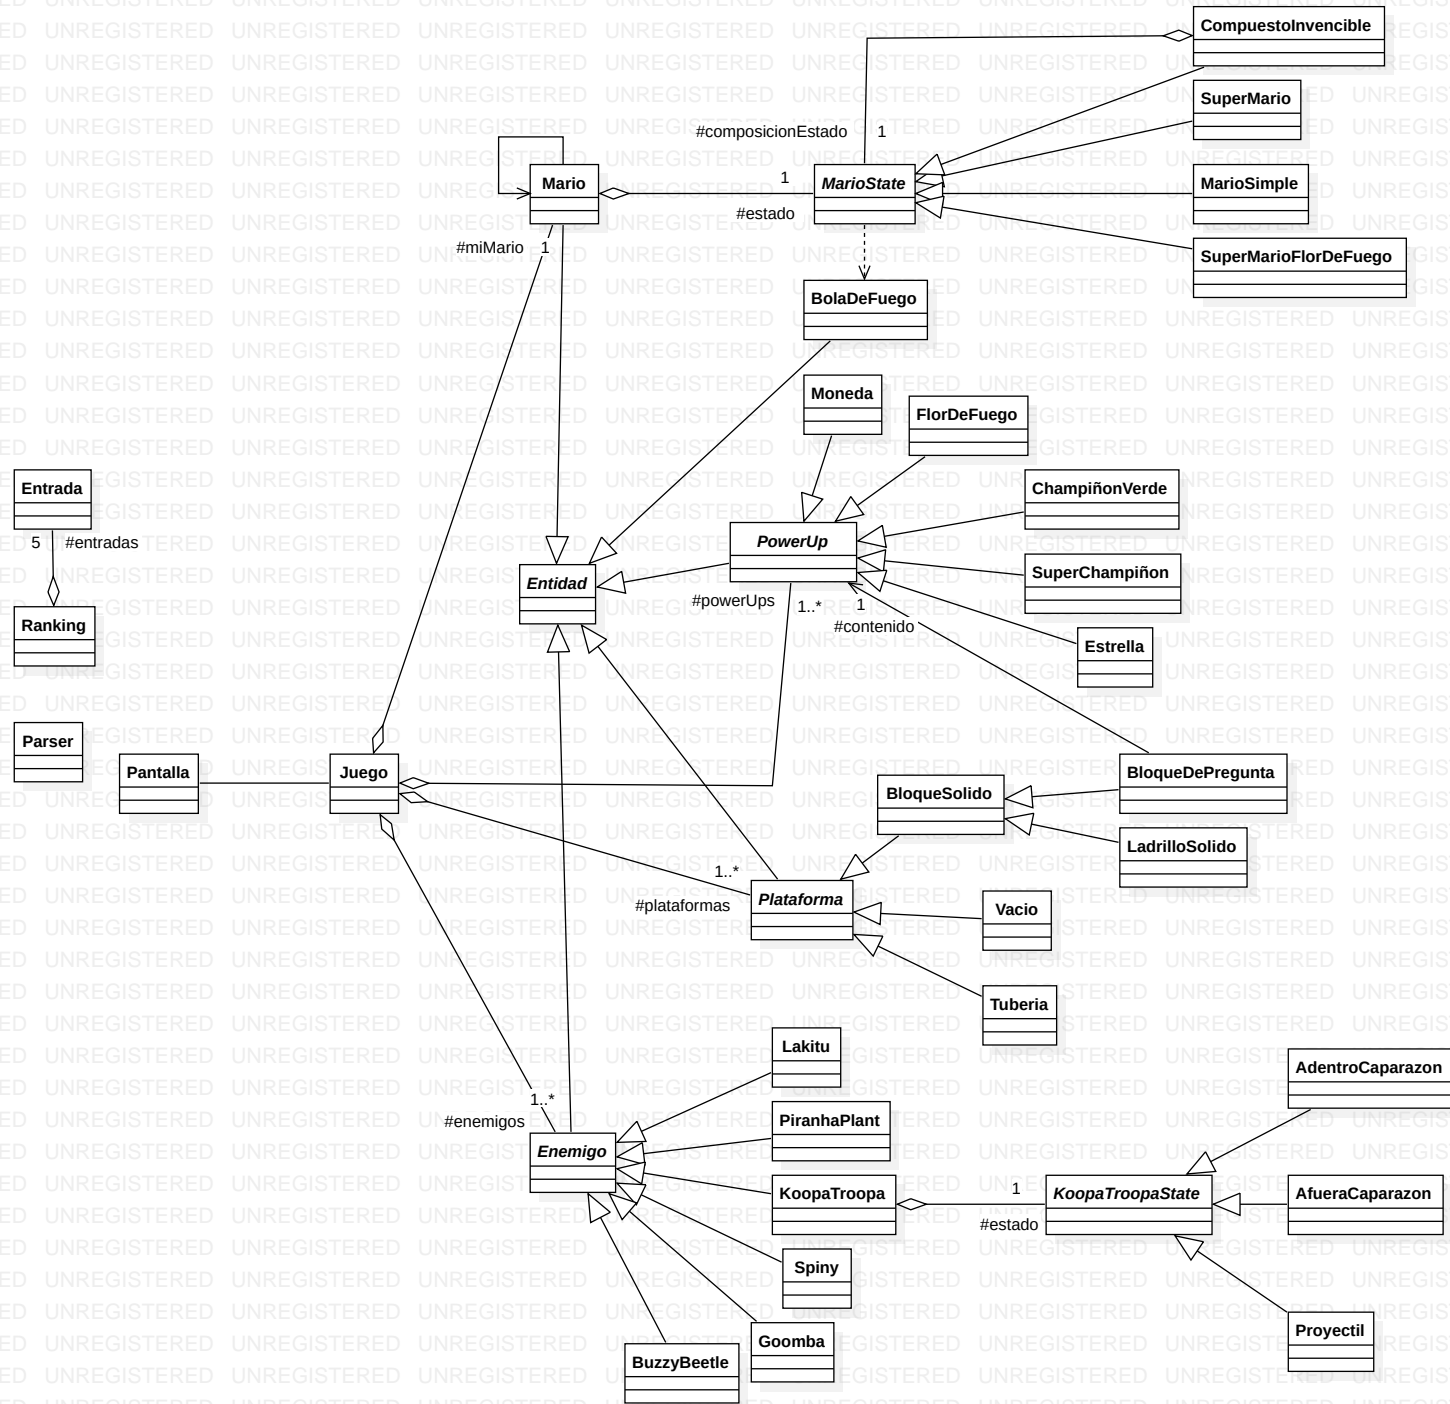 CompuestoInvencible
SuperMario
#composicionEstado 1
Mario
1
MarioState
MarioSimple
#estado
#miMario 1
SuperMarioFlorDeFuego
BolaDeFuego
Moneda
FlorDeFuego
Entrada
ChampiñonVerde
5 #entradas
PowerUp
SuperChampiñon
Entidad
#powerUps 1..* 1
#contenido
Ranking
Estrella
Parser
Pantalla
Juego
BloqueDePregunta
BloqueSolido
LadrilloSolido
1..*
Plataforma
#plataformas
Vacio
Tuberia
Lakitu
AdentroCaparazon
1..*
#enemigos
PiranhaPlant
Enemigo
KoopaTroopa
1
KoopaTroopaState
AfueraCaparazon
#estado
Spiny
Goomba
Proyectil
BuzzyBeetle
UNREGISTERED